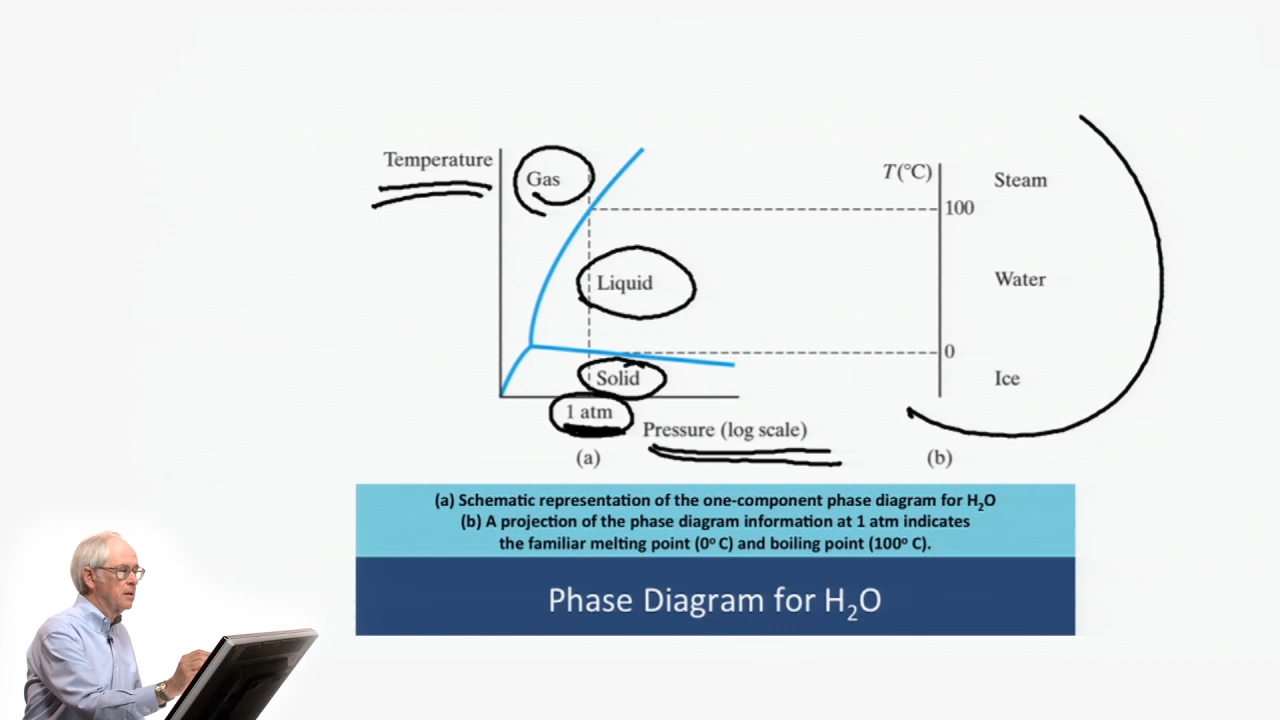 Temperature
Gas
Liquid
Solid
1 atm
Pressure (log scale)
(a)
T(°C)
100
0
Steam
Water
Ice
(b)
(a) Schematic representation of the one-component phase diagram for H₂O
(b) A projection of the phase diagram information at 1 atm indicates
the familiar melting point (0° C) and boiling point (100° C).
Phase Diagram for H₂O